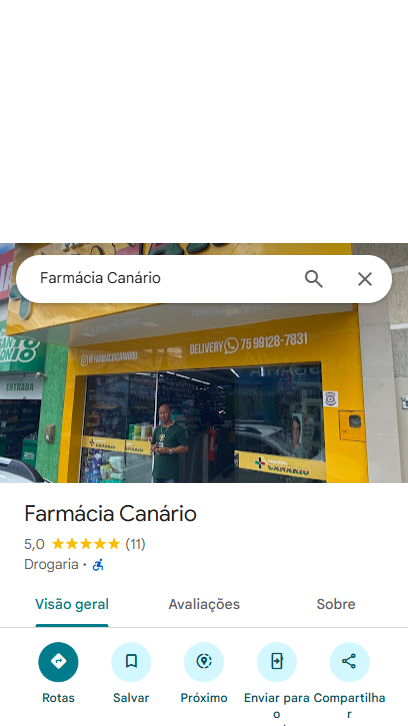 Farmácia Canário
DELIVERY 75 99128-7831
@FARMACIACANARIO
ENTRADA
CANÁRIO
CANÁRIO
Farmácia Canário
5,0 (11)
Drogaria ·
Visão geral Avaliações Sobre
Rotas Salvar Próximo Enviar para o Compartilhar